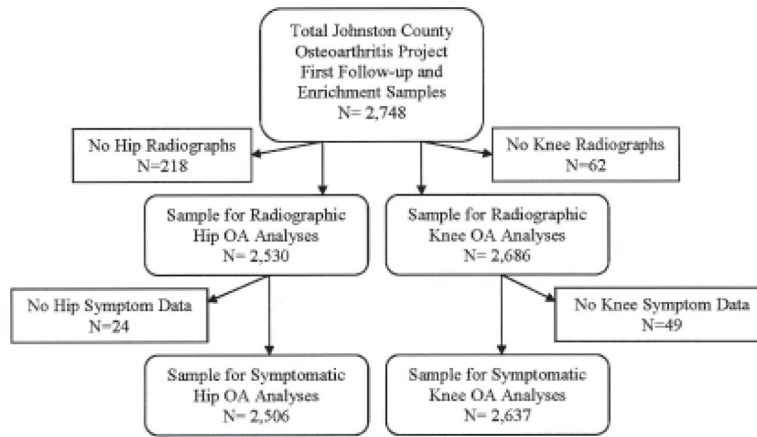 Total Johnston County
Osteoarthritis Project
First Follow-up and
Enrichment Samples
N= 2,748
No Hip Radiographs
N=218
No Knee Radiographs
N=62
Sample for Radiographic
Hip OA Analyses
N= 2,530
Sample for Radiographic
Knee OA Analyses
N= 2,686
No Hip Symptom Data
N=24
No Knee Symptom Data
N=49
Sample for Symptomatic
Hip OA Analyses
N= 2,506
Sample for Symptomatic
Knee OA Analyses
N= 2,637